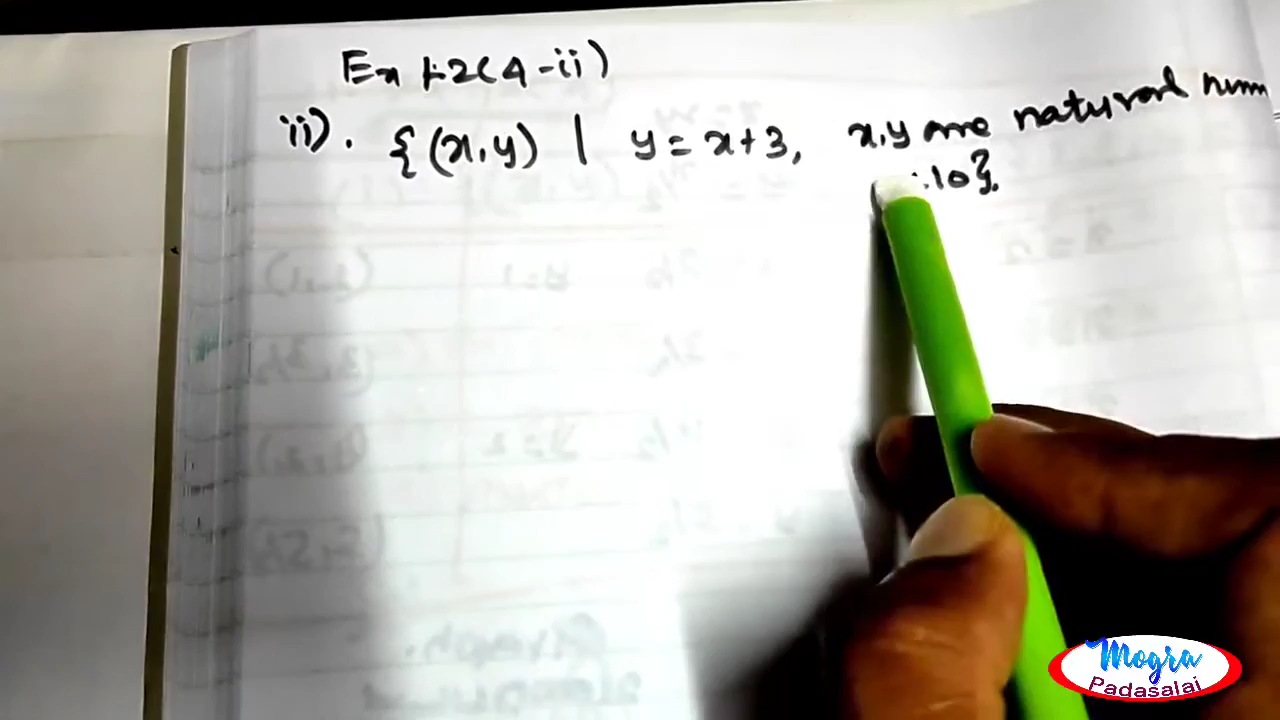 Ex 1.2(4-ii)
ii). {(x,y) | y = x+3, x,y are natural num
10}.
Mogra
Padasalai